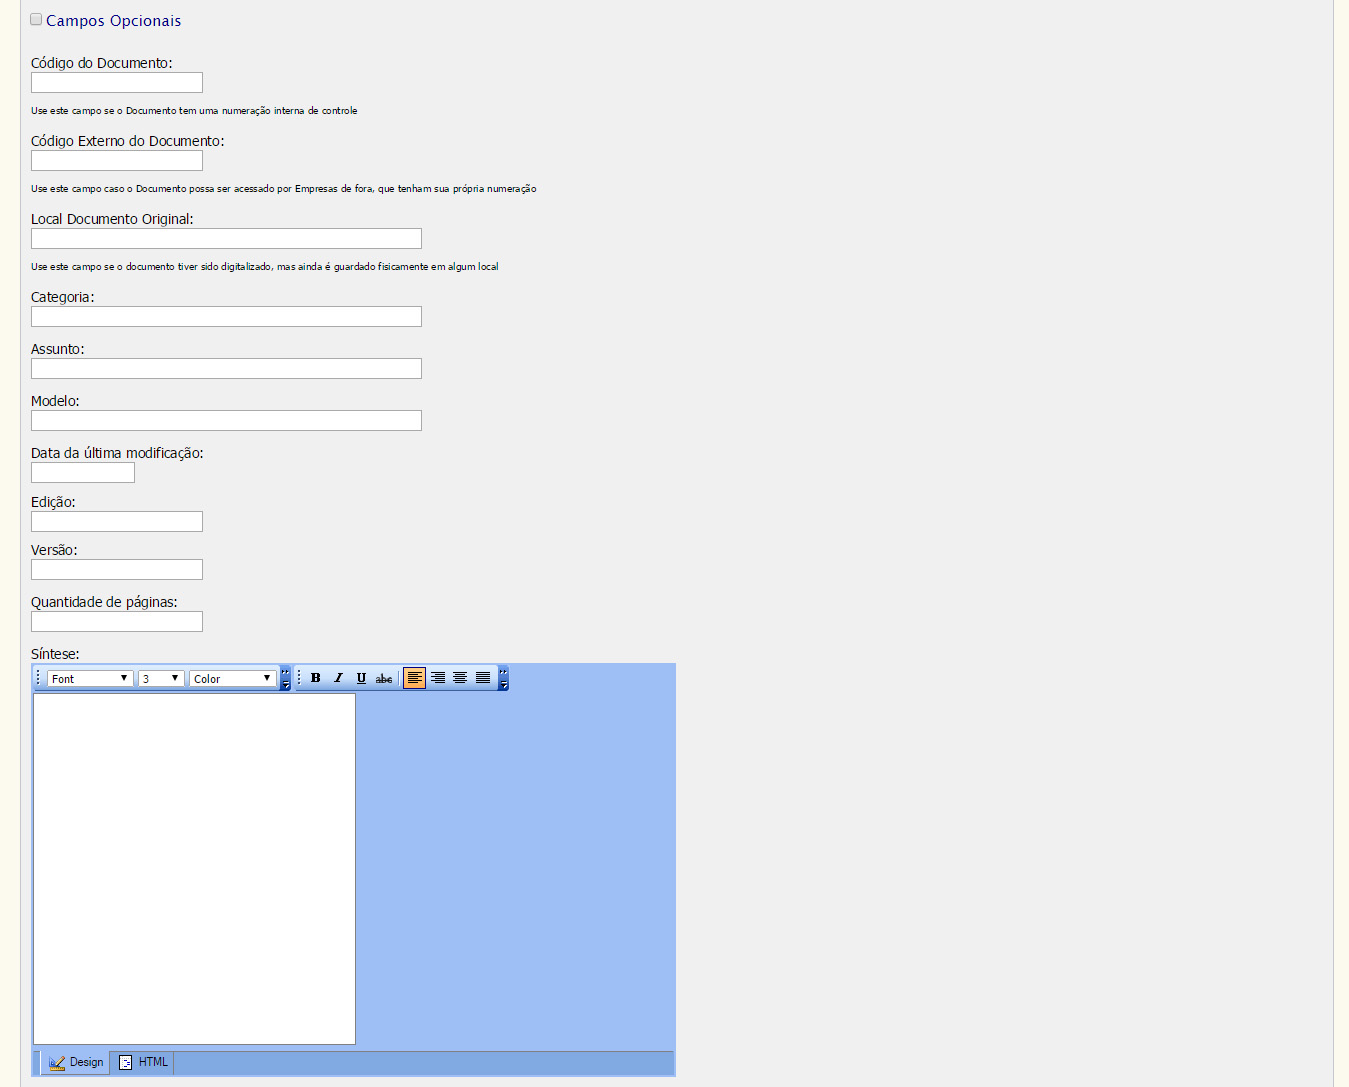 Campos Opcionais
Código do Documento:
Use este campo se o Documento tem uma numeração interna de controle
Código Externo do Documento:
Use este campo caso o Documento possa ser acessado por Empresas de fora, que tenham sua própria numeração
Local Documento Original:
Use este campo se o documento tiver sido digitalizado, mas ainda é guardado fisicamente em algum local
Categoria:
Assunto:
Modelo:
Data da última modificação:
Edição:
Versão:
Quantidade de páginas:
Síntese:
Font 3 Color B I U abc
Design HTML